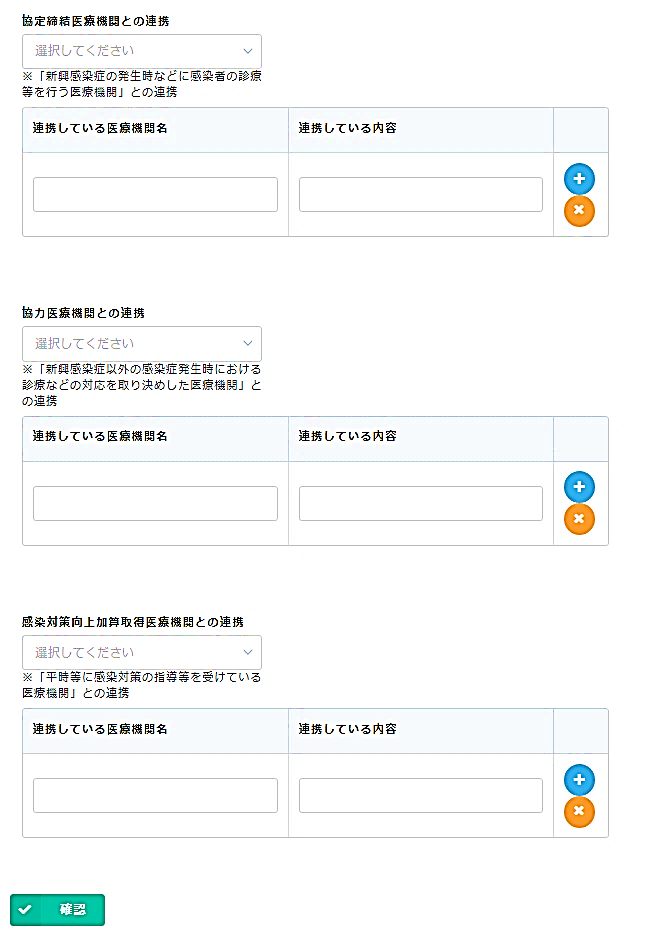 協定締結医療機関との連携
選択してください
※「新興感染症の発生時などに感染者の診療
等を行う医療機関」との連携
連携している医療機関名
連携している内容
協力医療機関との連携
選択してください
※「新興感染症以外の感染症発生時における
診療などの対応を取り決めした医療機関」と
の連携
連携している医療機関名
連携している内容
感染対策向上加算取得医療機関との連携
選択してください
※「平時等に感染対策の指導等を受けている
医療機関」との連携
連携している医療機関名
連携している内容
確認